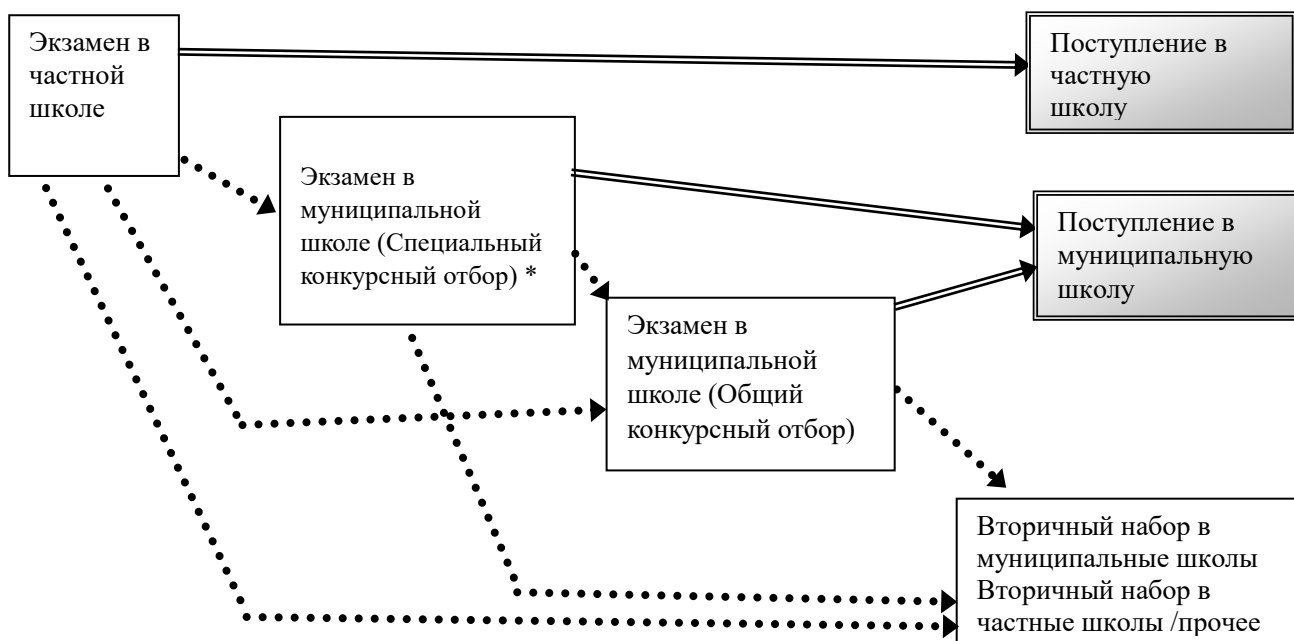 Экзамен в
частной
школе
Поступление в
частную
школу
Экзамен в
муниципальной
школе (Специальный
конкурсный отбор) *
Поступление в
муниципальную
школу
Экзамен в
муниципальной
школе (Общий
конкурсный отбор)
Вторичный набор в
муниципальные школы
Вторичный набор в
частные школы /прочее